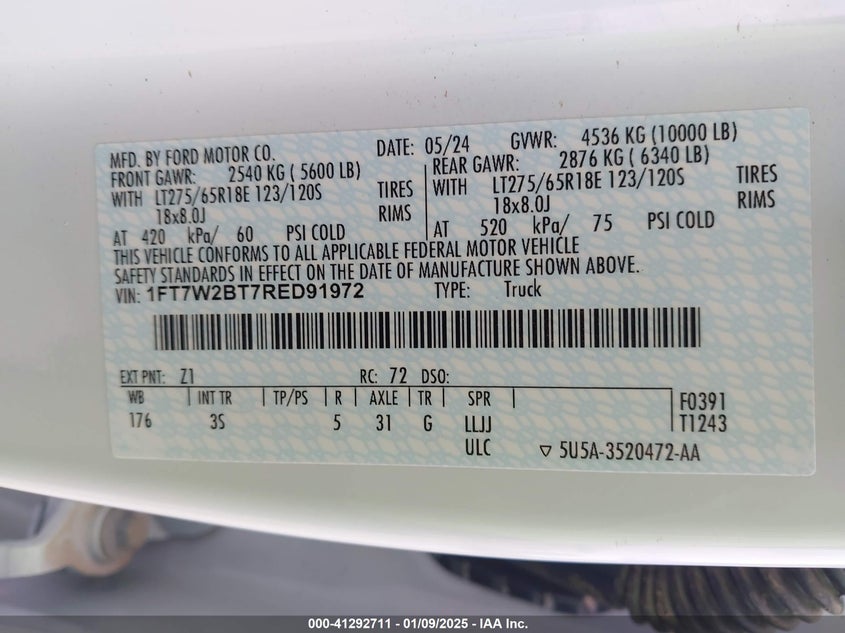 MFD. BY FORD MOTOR CO. DATE: 05/24 GVWR: 4536 KG (10000 LB)
FRONT GAWR: 2540 KG ( 5600 LB) REAR GAWR: 2876 KG ( 6340 LB)
WITH LT275/65R18E 123/120S TIRES WITH LT275/65R18E 123/120S TIRES
18x8.0J RIMS 18x8.0J RIMS
AT 420 kPa/ 60 PSI COLD AT 520 kPa/ 75 PSI COLD
THIS VEHICLE CONFORMS TO ALL APPLICABLE FEDERAL MOTOR VEHICLE
SAFETY STANDARDS IN EFFECT ON THE DATE OF MANUFACTURE SHOWN ABOVE.
VIN: 1FT7W2BT7RED91972 TYPE: Truck
EXT PNT: Z1 RC: 72 DSO:
WB INT TR TP/PS R AXLE TR SPR F0391
176 3S 5 31 G LLJJ T1243
ULC ▽ 5U5A-3520472-AA
000-41292711 - 01/09/2025 - IAA Inc.